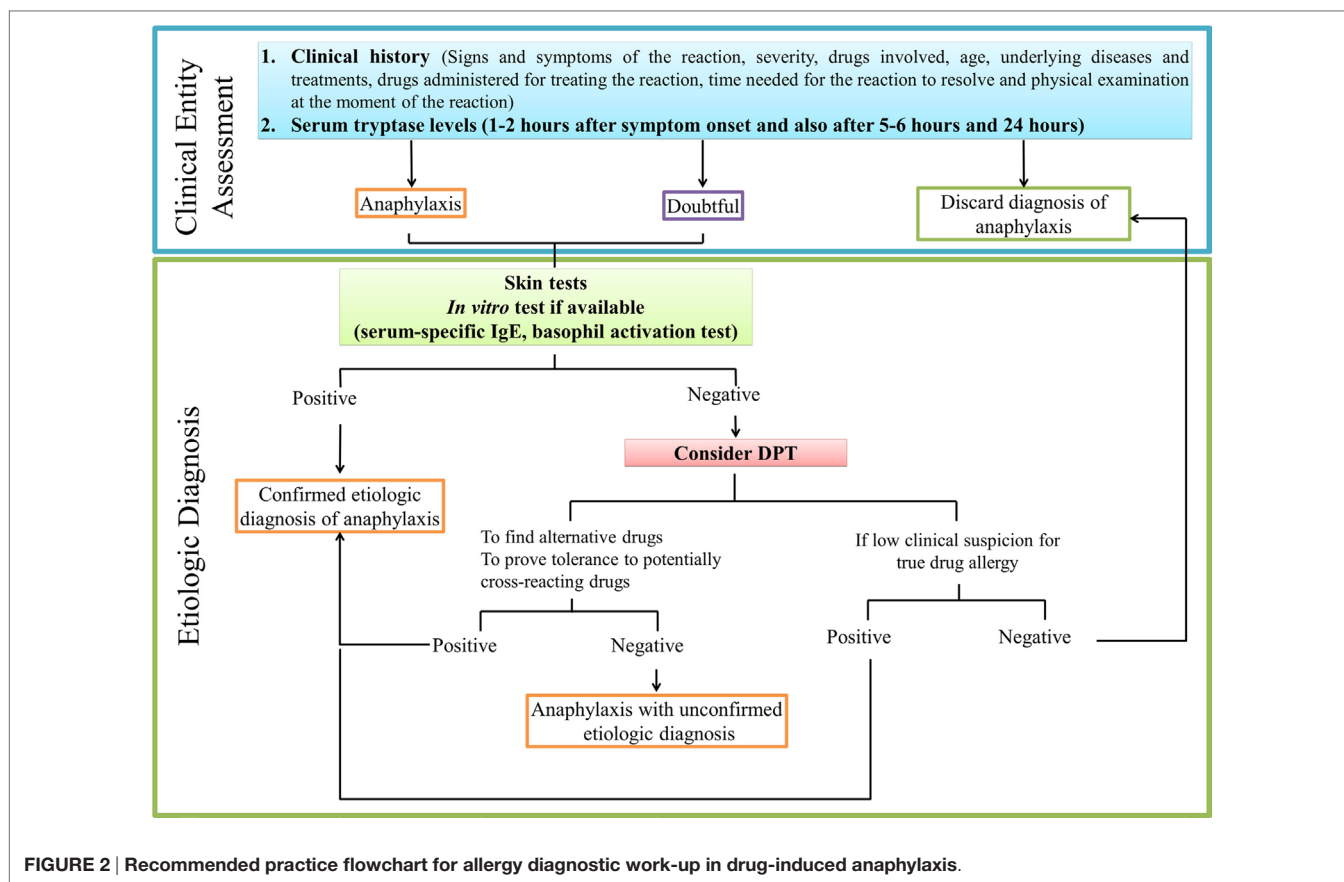 Clinical Entity
Assessment
1. Clinical history (Signs and symptoms of the reaction, severity, drugs involved, age, underlying diseases and
treatments, drugs administered for treating the reaction, time needed for the reaction to resolve and physical examination
at the moment of the reaction)
2. Serum tryptase levels (1-2 hours after symptom onset and also after 5-6 hours and 24 hours)
Anaphylaxis
Doubtful
Discard diagnosis of
anaphylaxis
Etiologic Diagnosis
Skin tests
In vitro test if available
(serum-specific IgE, basophil activation test)
Positive
Negative
Consider DPT
Confirmed etiologic
diagnosis of anaphylaxis
To find alternative drugs
To prove tolerance to potentially
cross-reacting drugs
If low clinical suspicion for
true drug allergy
Positive
Negative
Positive
Negative
Anaphylaxis with unconfirmed
etiologic diagnosis
FIGURE 2 | Recommended practice flowchart for allergy diagnostic work-up in drug-induced anaphylaxis.